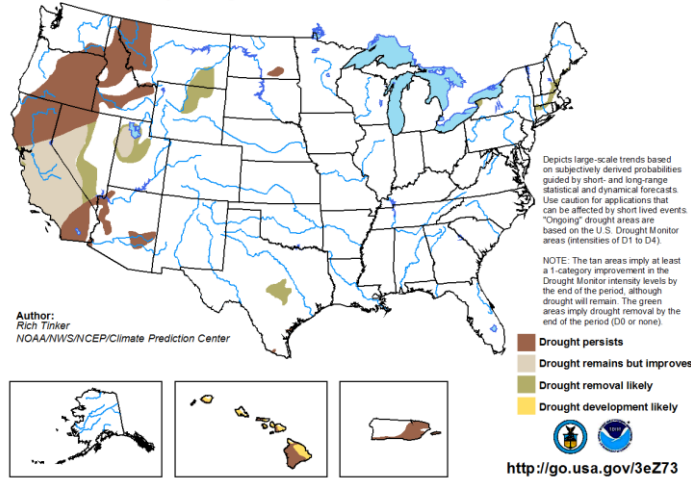 Depicts large-scale trends based
on subjectively derived probabilities
guided by short- and long-range
statistical and dynamical forecasts.
Use caution for applications that
can be affected by short lived events.
"Ongoing" drought areas are
based on the U.S. Drought Monitor
areas (intensities of D1 to D4).
NOTE: The tan areas imply at least
a 1-category improvement in the
Drought Monitor intensity levels by
the end of the period, although
drought will remain. The green
areas imply drought removal by the
end of the period (D0 or none).
Author:
Rich Tinker
NOAA/NWS/NCEP/Climate Prediction Center
Drought persists
Drought remains but improves
Drought removal likely
Drought development likely
http://go.usa.gov/3eZ73